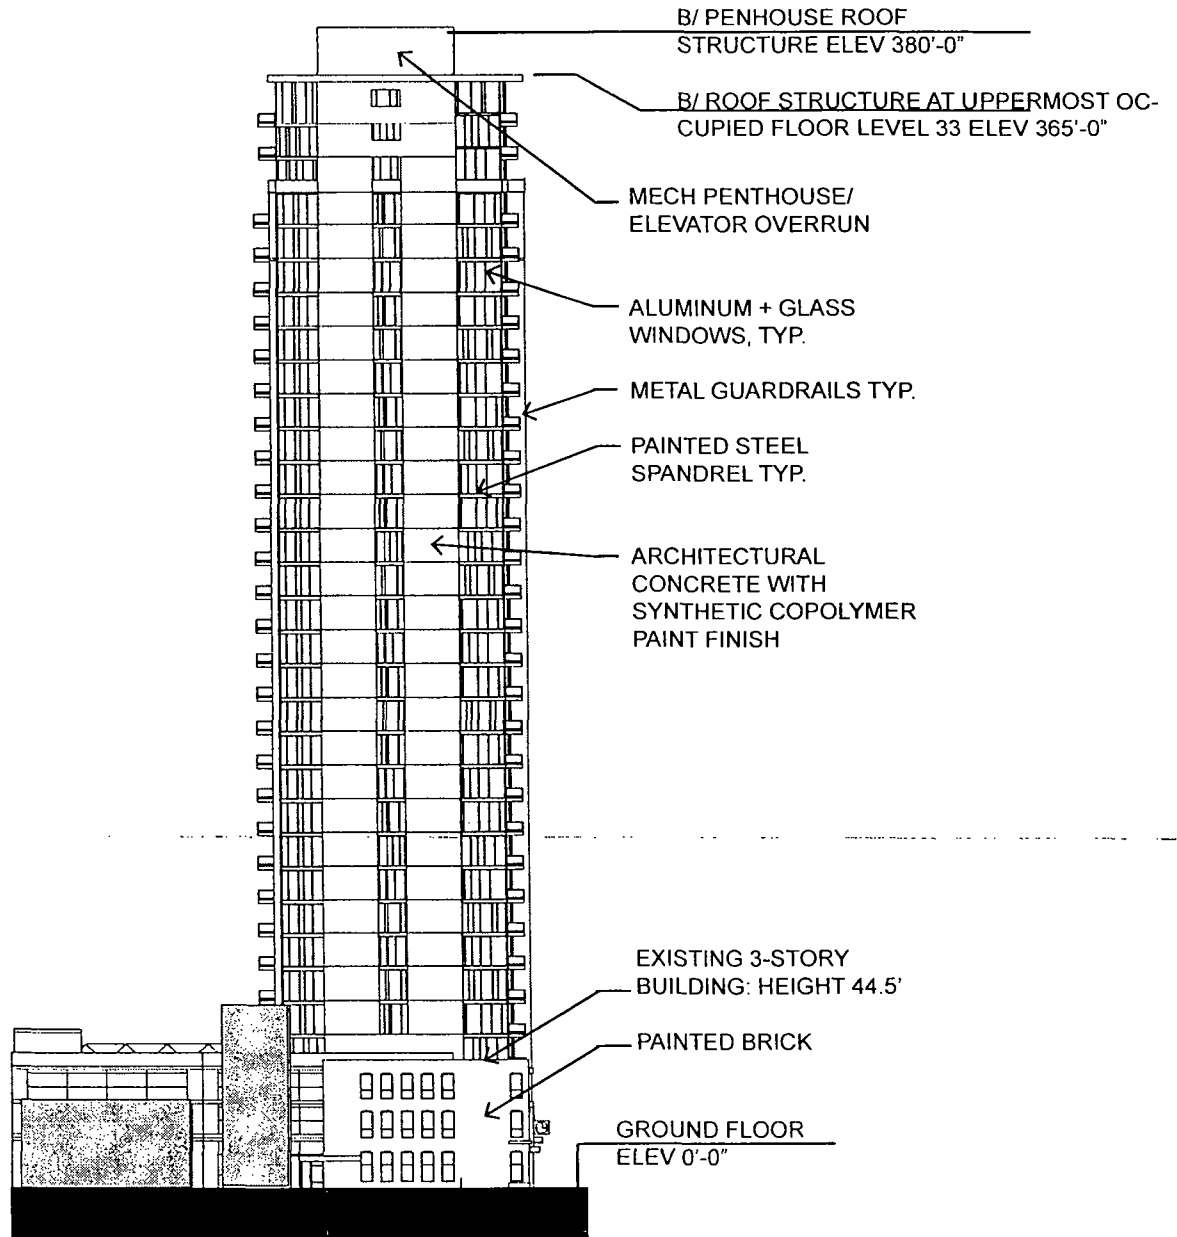 B/ PENHOUSE ROOF
STRUCTURE ELEV 380'-0"
B/ ROOF STRUCTURE AT UPPERMOST OC-
CUPIED FLOOR LEVEL 33 ELEV 365'-0"
MECH PENTHOUSE/
ELEVATOR OVERRUN
ALUMINUM + GLASS
WINDOWS, TYP.
METAL GUARDRAILS TYP.
PAINTED STEEL
SPANDREL TYP.
ARCHITECTURAL
CONCRETE WITH
SYNTHETIC COPOLYMER
PAINT FINISH
EXISTING 3-STORY
BUILDING: HEIGHT 44.5'
PAINTED BRICK
GROUND FLOOR
ELEV 0'-0"